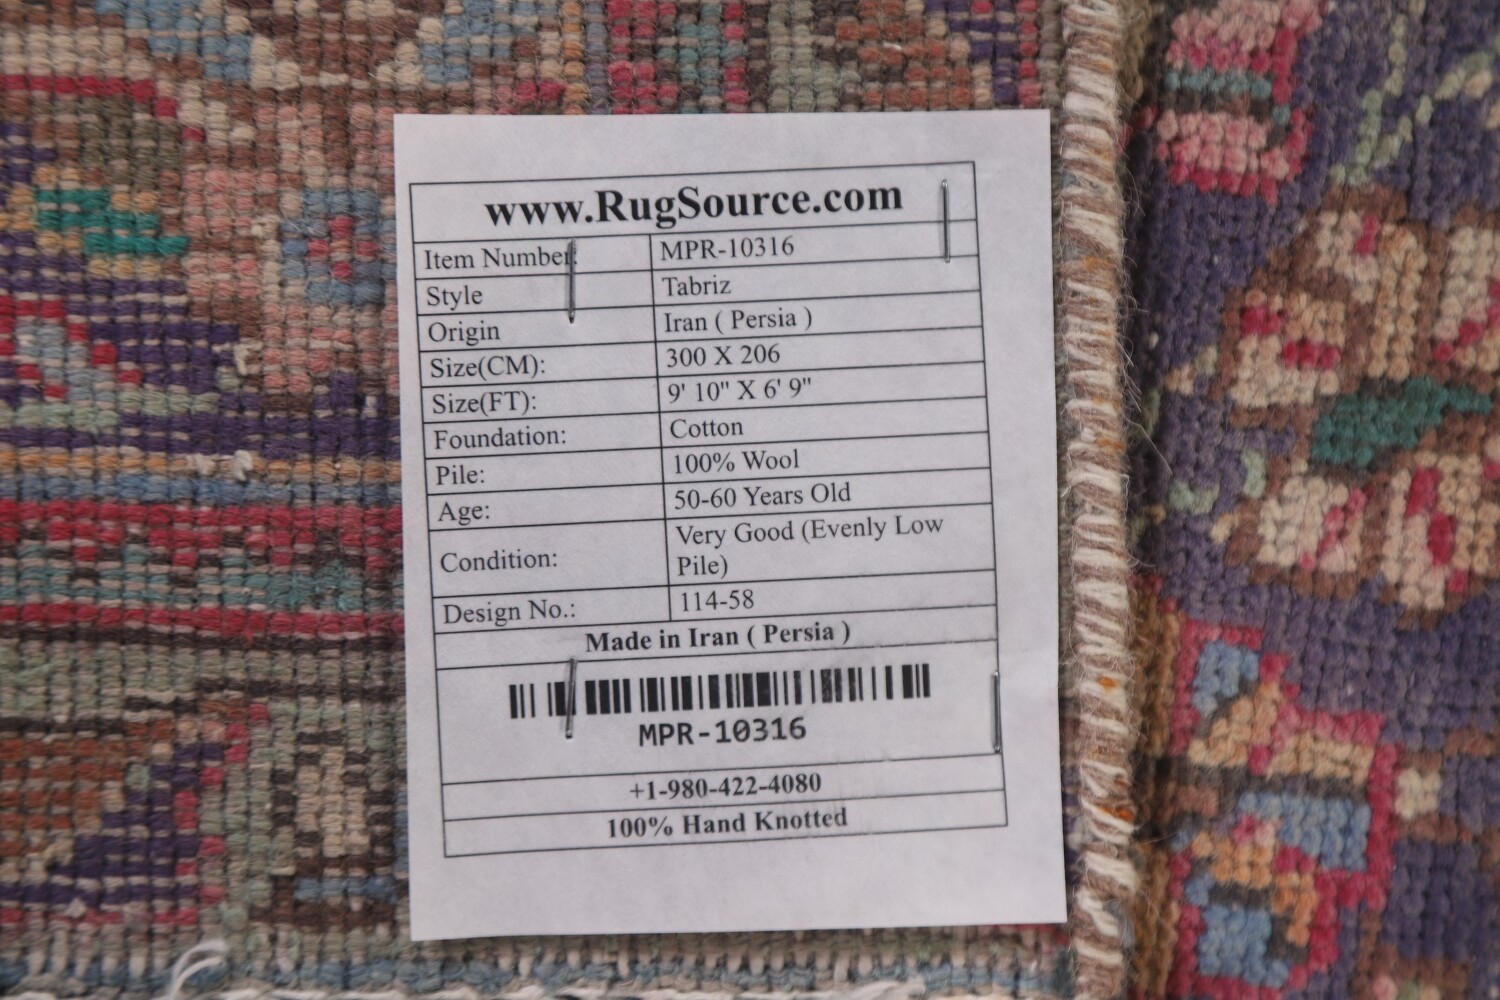 www.RugSource.com
Item Number: MPR-10316
Style Tabriz
Origin Iran ( Persia )
Size(CM): 300 X 206
Size(FT): 9' 10" X 6' 9"
Foundation: Cotton
Pile: 100% Wool
Age: 50-60 Years Old
Condition: Very Good (Evenly Low
Pile)
Design No.: 114-58
Made in Iran ( Persia )
MPR-10316
+1-980-422-4080
100% Hand Knotted